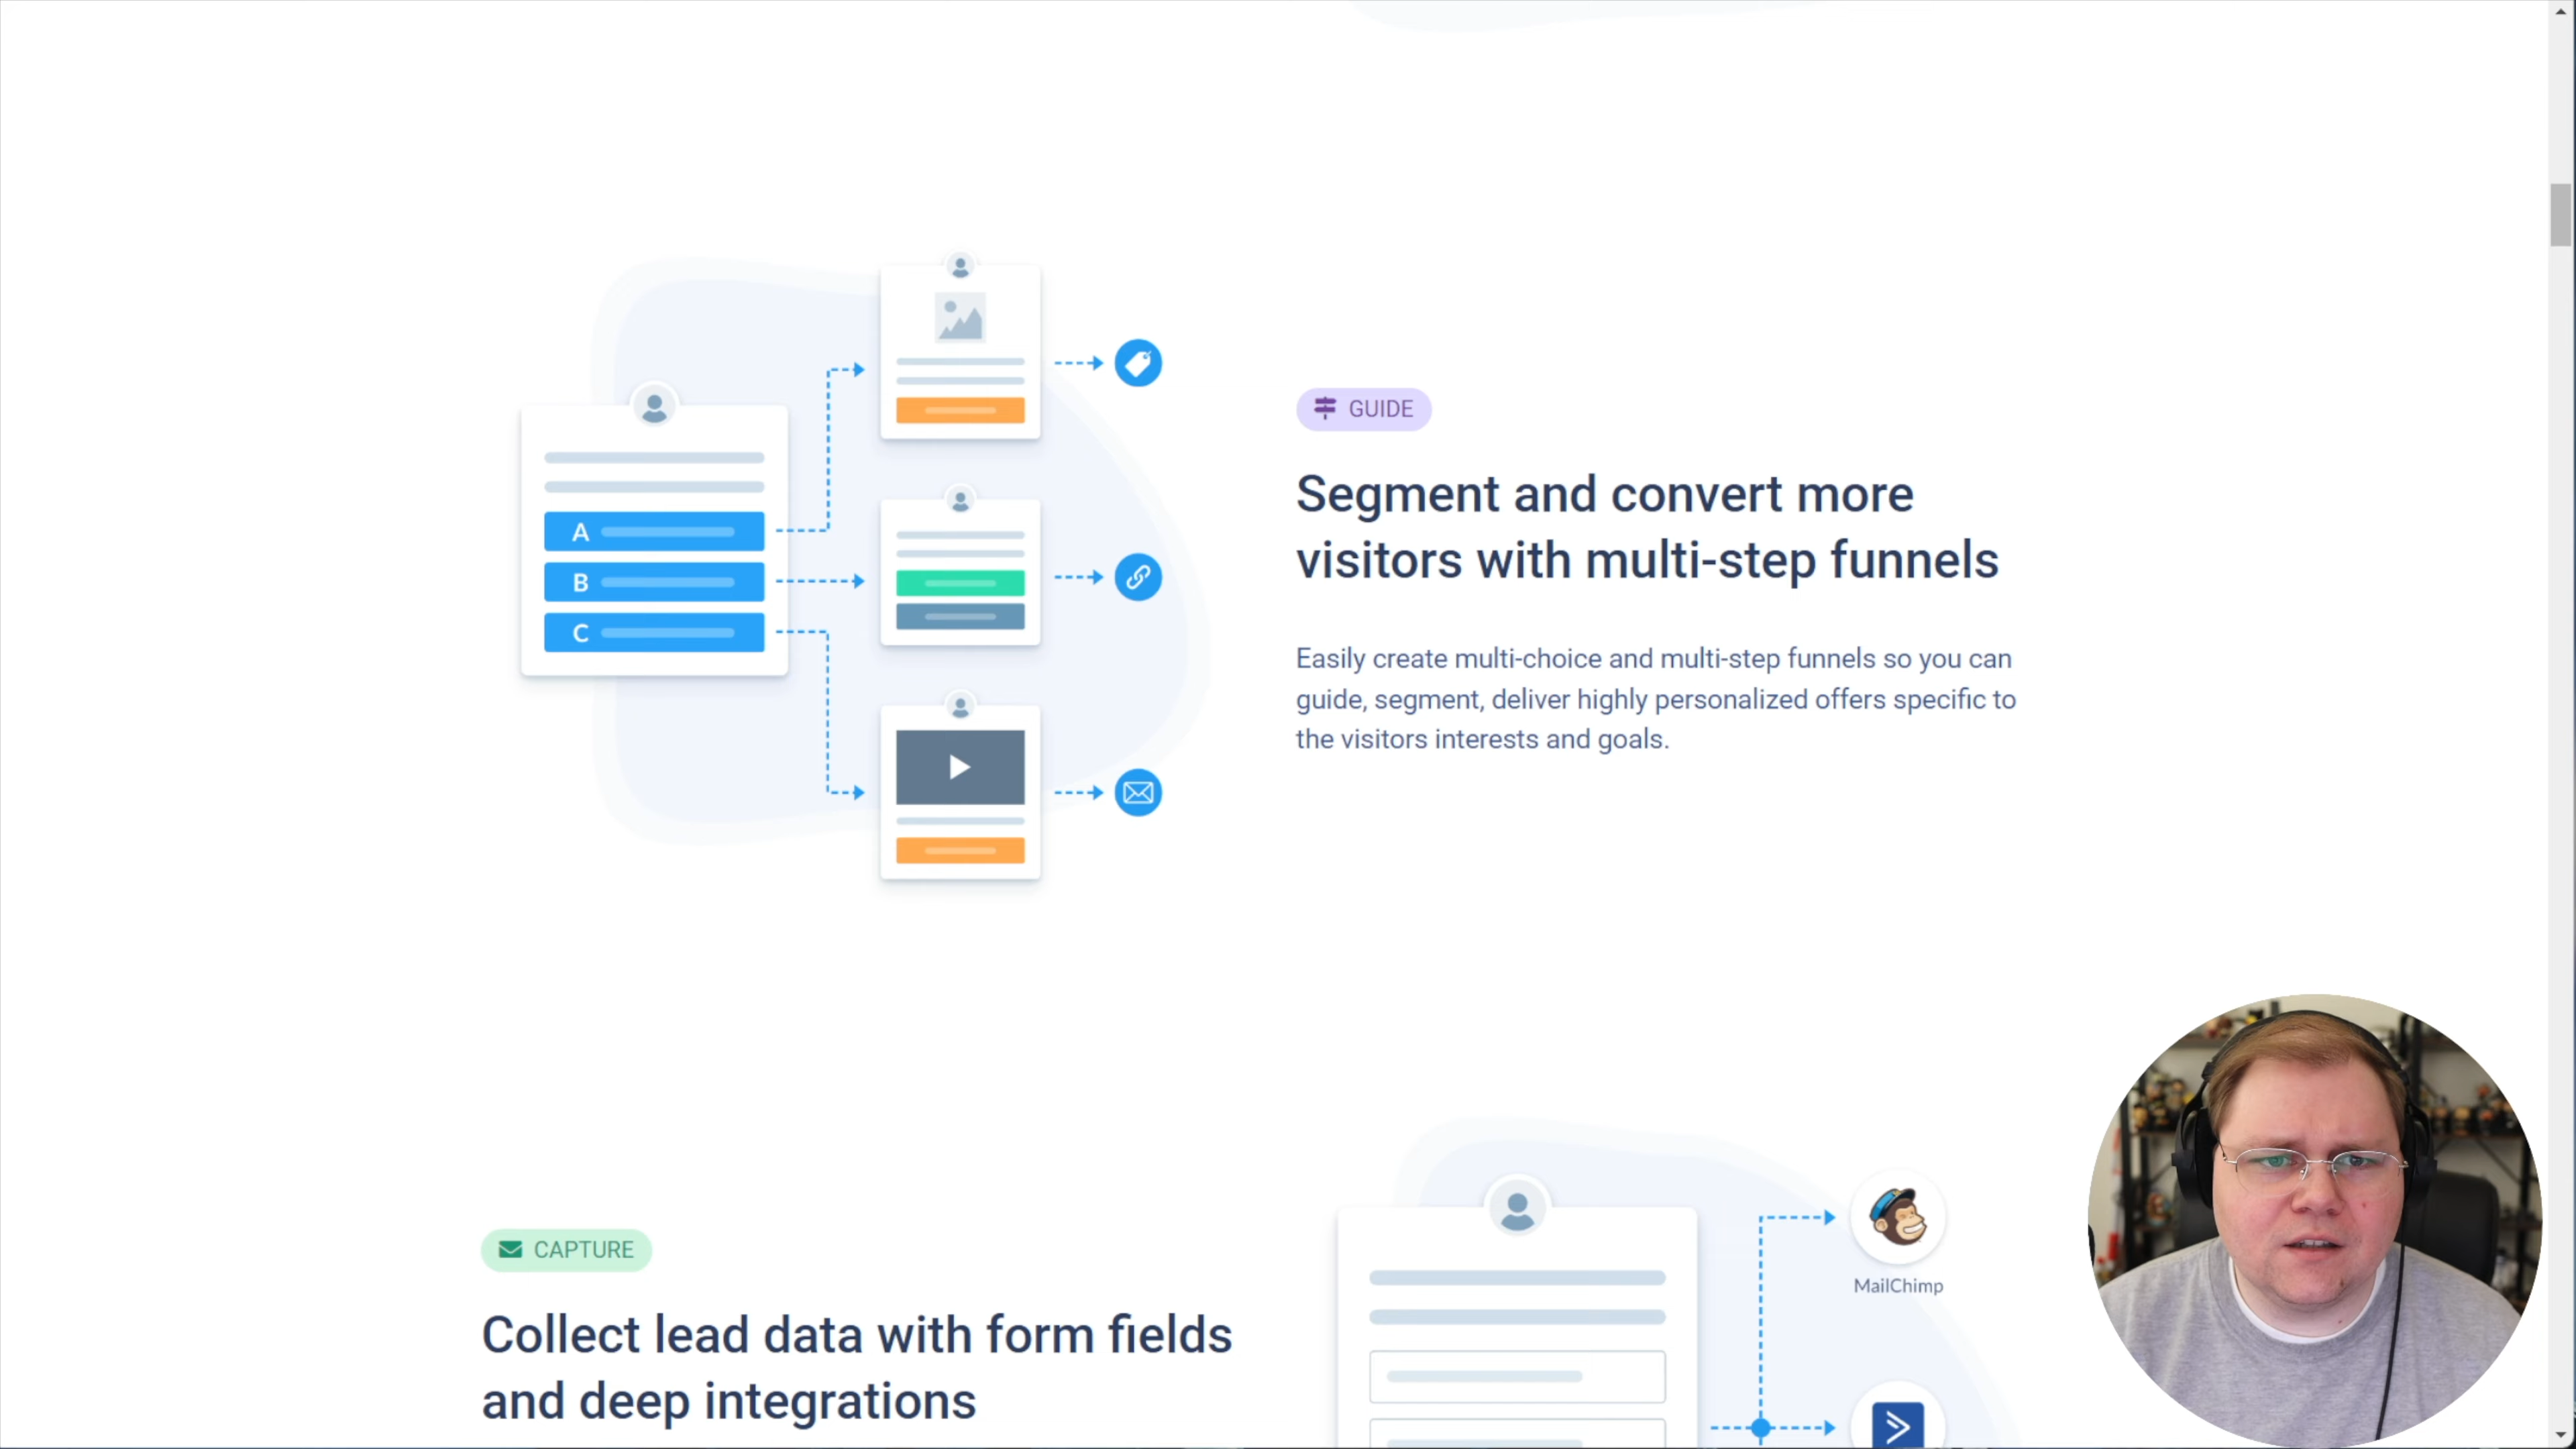 A
B
C
GUIDE
Segment and convert more
visitors with multi-step funnels
Easily create multi-choice and multi-step funnels so you can
guide, segment, deliver highly personalized offers specific to
the visitors interests and goals.
CAPTURE
Collect lead data with form fields
and deep integrations
MailChimp